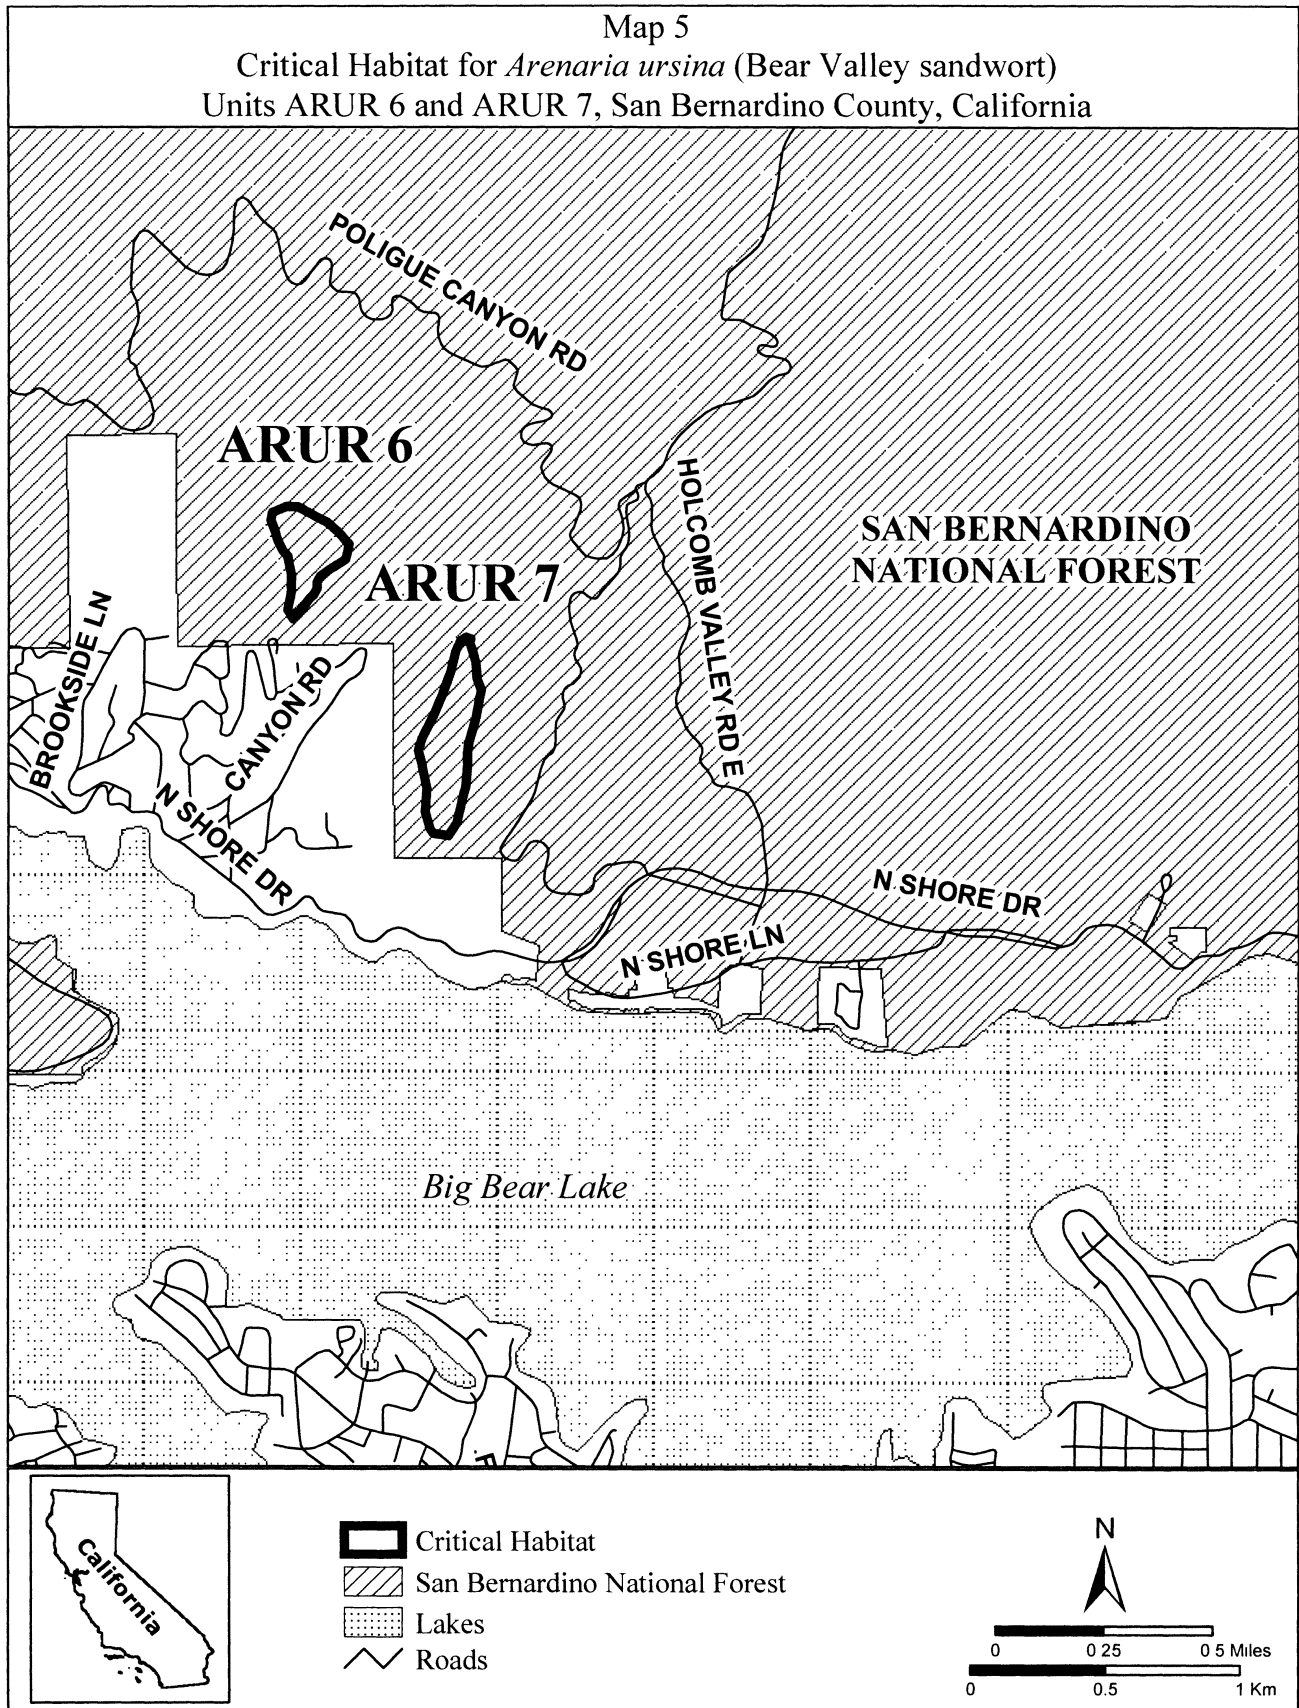 Map 5
Critical Habitat for Arenaria ursina (Bear Valley sandwort)
Units ARUR 6 and ARUR 7, San Bernardino County, California
POLIGUE CANYON RD
ARUR 6
HOLCOMB VALLEY RD E
SAN BERNARDINO
NATIONAL FOREST
ARUR 7
BROOKSIDE LN
CANYON RD
N SHORE DR
N SHORE DR
N SHORE LN
Big Bear Lake
California
Critical Habitat
San Bernardino National Forest
Lakes
Roads
N
0 0 25 0 5 Miles
0 0.5 1 Km